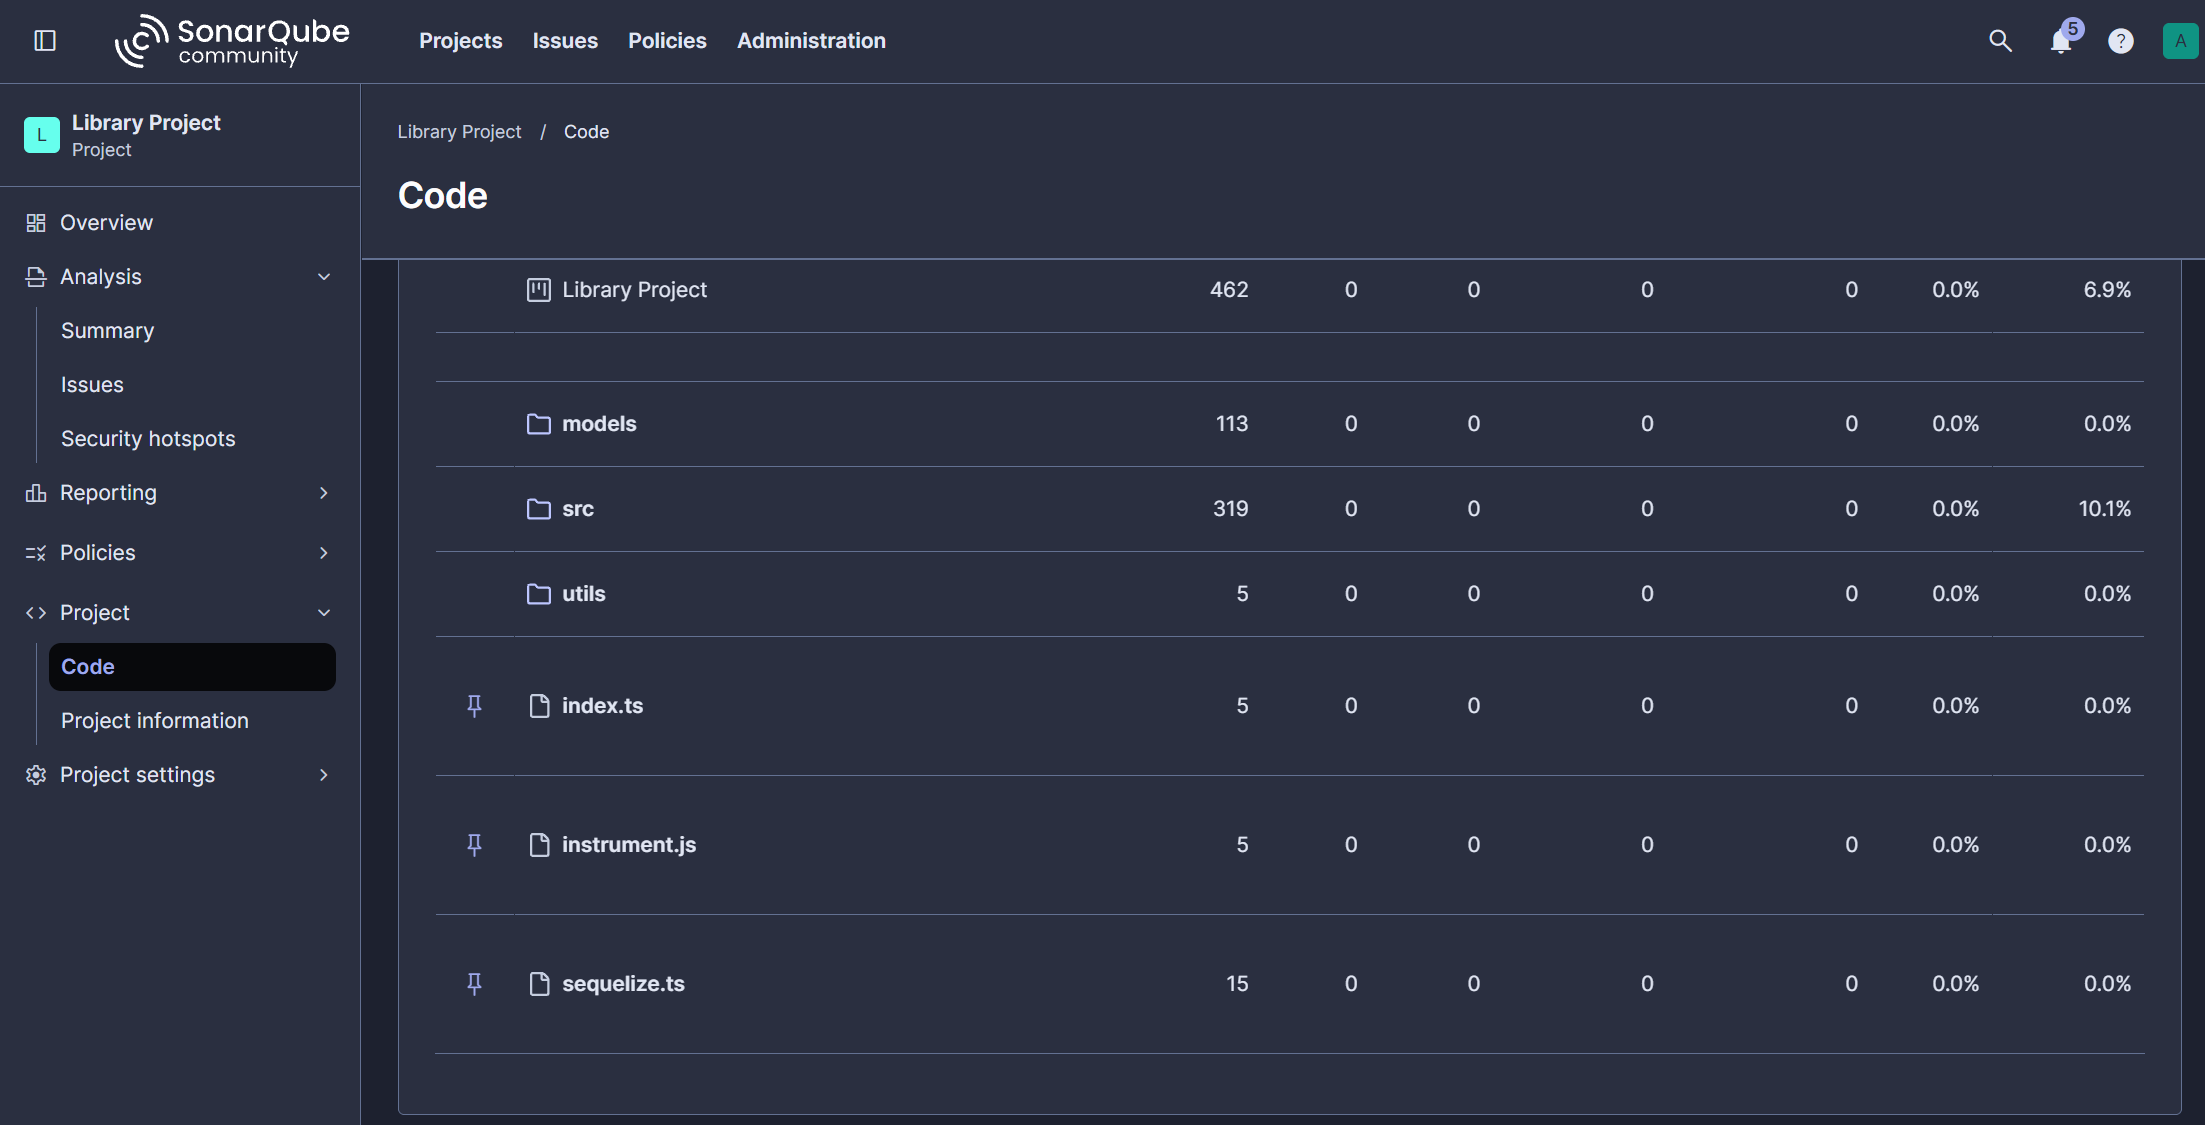 SonarQube
community
Projects Issues Policies Administration
5
?
A
L
Library Project
Project
Overview
Analysis
Summary
Issues
Security hotspots
Reporting
Policies
Project
Code
Project information
Project settings
Library Project / Code
Code
Library Project 462 0 0 0 0 0.0% 6.9%
models 113 0 0 0 0 0.0% 0.0%
src 319 0 0 0 0 0.0% 10.1%
utils 5 0 0 0 0 0.0% 0.0%
index.ts 5 0 0 0 0 0.0% 0.0%
instrument.js 5 0 0 0 0 0.0% 0.0%
sequelize.ts 15 0 0 0 0 0.0% 0.0%